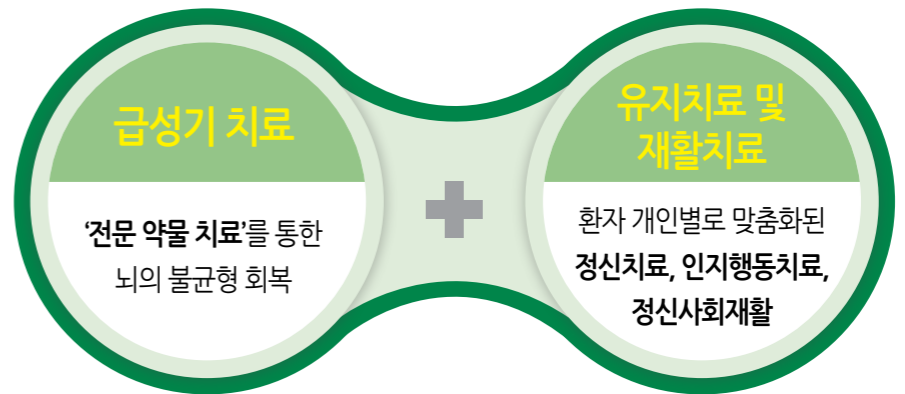 급성기 치료
‘전문 약물 치료’를 통한
뇌의 불균형 회복
유지치료 및
재활치료
환자 개인별로 맞춤화된
정신치료, 인지행동치료,
정신사회재활